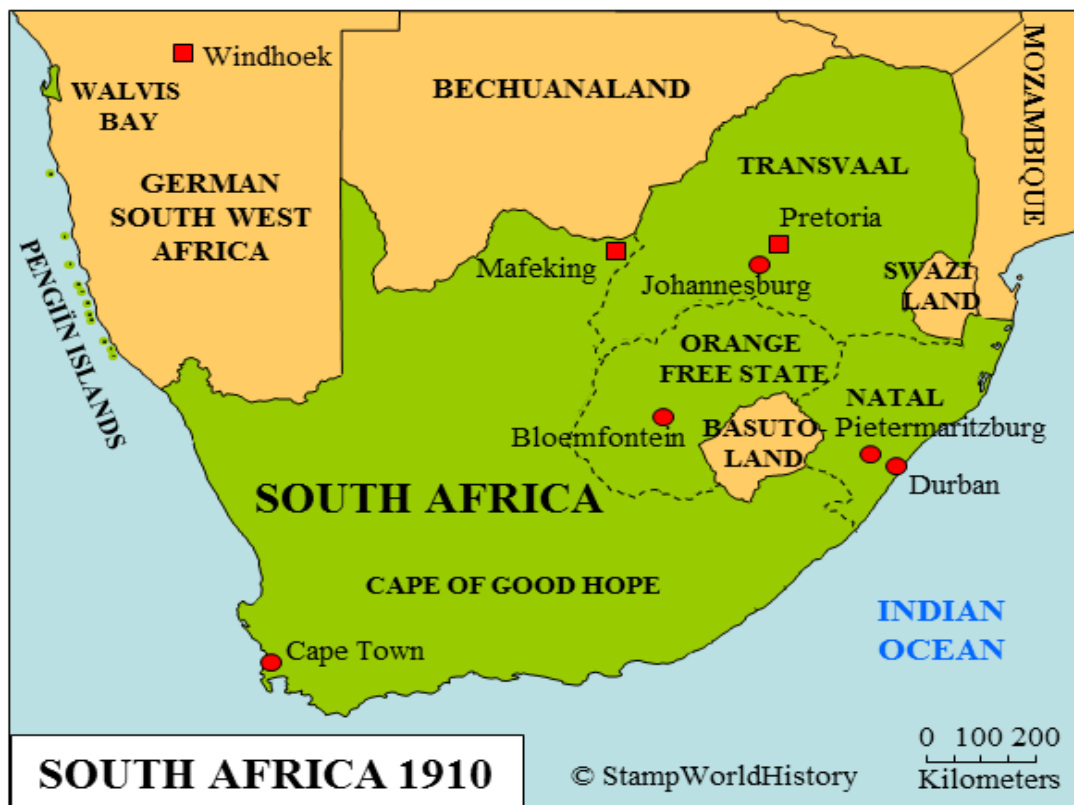 Windhoek
WALVIS
BAY
BECHUANALAND
MOZAMBIQUE
TRANSVAAL
GERMAN
SOUTH WEST
AFRICA
Pretoria
Mafeking
Johannesburg
SWAZI
LAND
PENGIÏN ISLANDS
ORANGE
FREE STATE
NATAL
Bloemfontein
BASUTO-
LAND
Pietermaritzburg
Durban
SOUTH AFRICA
CAPE OF GOOD HOPE
INDIAN
OCEAN
Cape Town
0 100 200
Kilometers
SOUTH AFRICA 1910
© StampWorldHistory